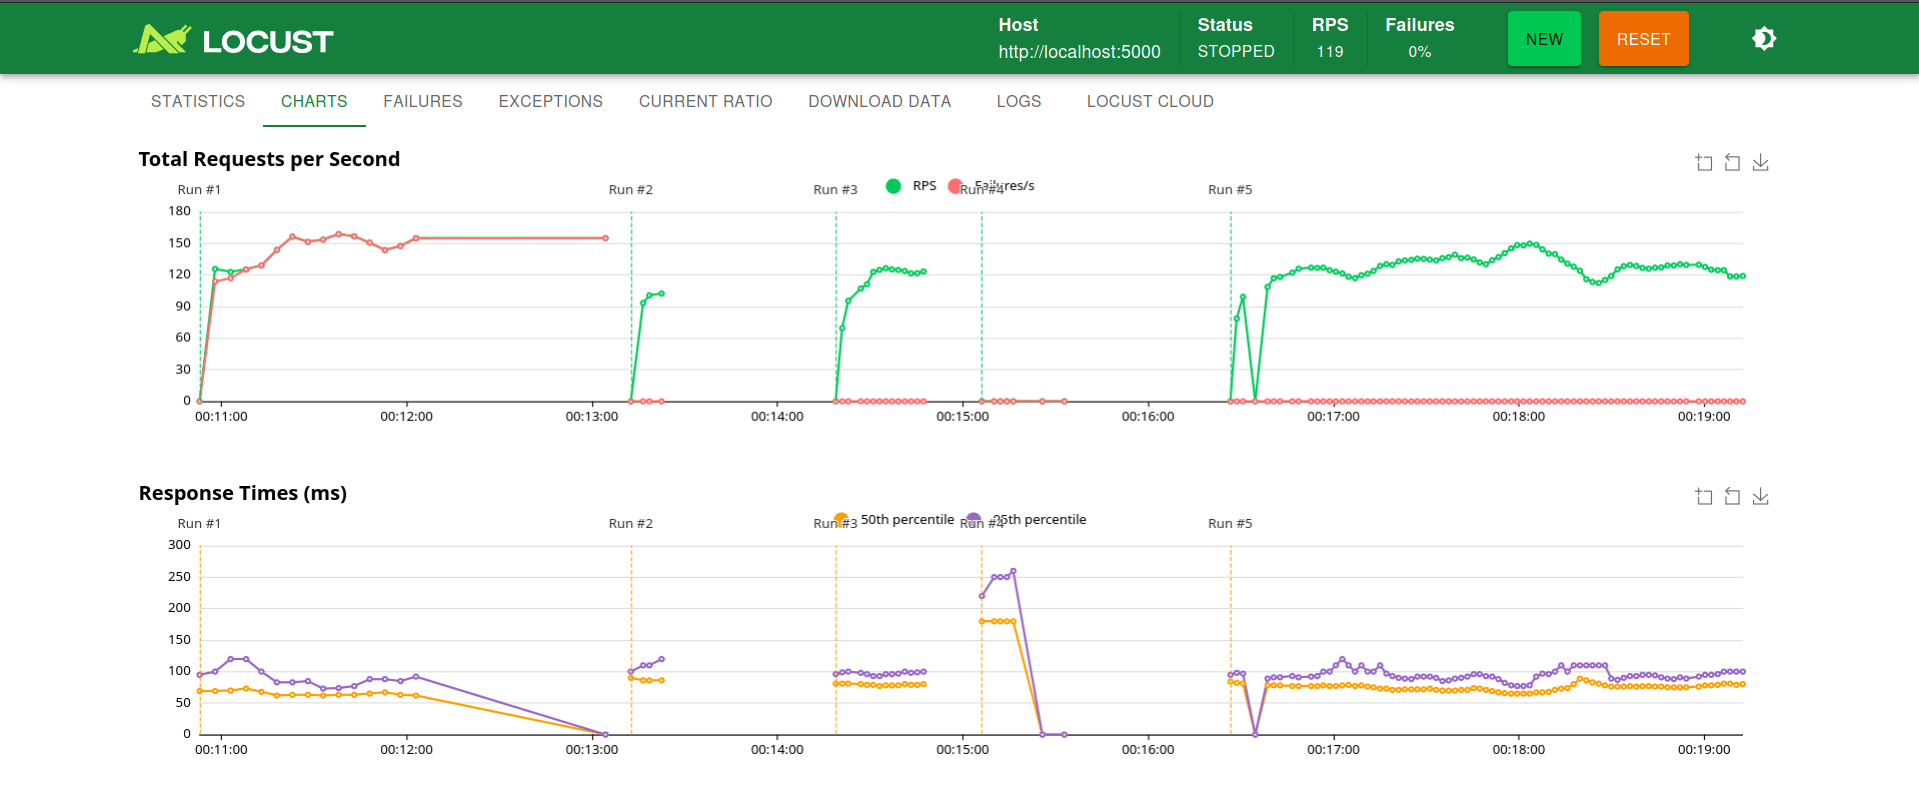 LOCUST
Host
http://localhost:5000
Status
STOPPED
RPS
119
Failures
0%
NEW
RESET
STATISTICS CHARTS FAILURES EXCEPTIONS CURRENT RATIO DOWNLOAD DATA LOGS LOCUST CLOUD
Total Requests per Second
RPS Failures/s
Run #1 Run #2 Run #3 Run #4 Run #5
180
150
120
90
60
30
0
00:11:00 00:12:00 00:13:00 00:14:00 00:15:00 00:16:00 00:17:00 00:18:00 00:19:00
Response Times (ms)
50th percentile 95th percentile
Run #1 Run #2 Run #3 Run #4 Run #5
300
250
200
150
100
50
0
00:11:00 00:12:00 00:13:00 00:14:00 00:15:00 00:16:00 00:17:00 00:18:00 00:19:00